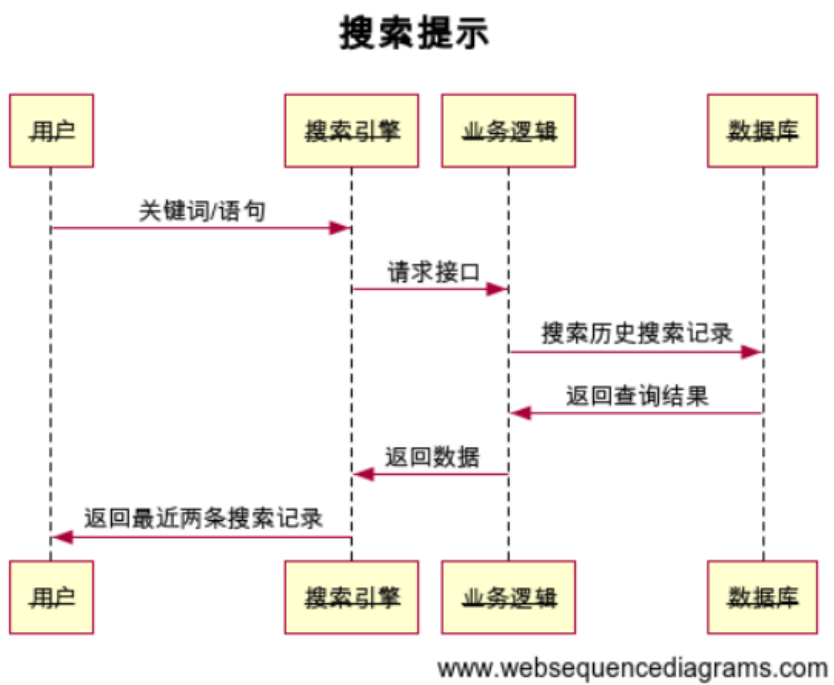 搜索提示
用户 搜索引擎 业务逻辑 数据库
关键词/语句
请求接口
搜索历史搜索记录
返回查询结果
返回数据
返回最近两条搜索记录
用户 搜索引擎 业务逻辑 数据库
www.websequencediagrams.com